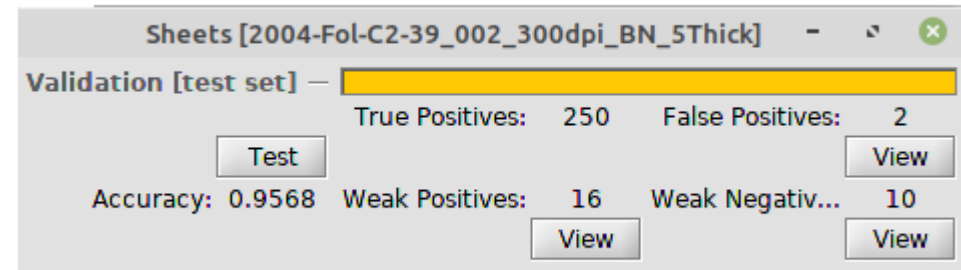 Sheets [2004-Fol-C2-39_002_300dpi_BN_5Thick]
Validation [test set]
True Positives: 250 False Positives: 2
Test View
Accuracy: 0.9568 Weak Positives: 16 Weak Negativ... 10
View View